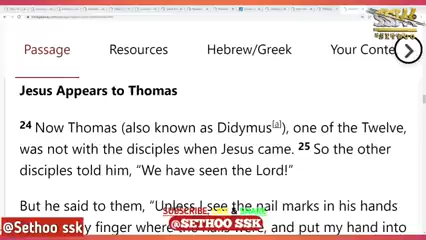 Passage Resources Hebrew/Greek Your Conte
Jesus Appears to Thomas
24 Now Thomas (also known as Didymus[a]), one of the Twelve,
was not with the disciples when Jesus came. 25 So the other
disciples told him, “We have seen the Lord!”
But he said to them, “Unless I see the nail marks in his hands
SUBSCRIBE & SHARE
@Sethoo ssk
@SETHOO SSK
y finger where the nails were, and put my hand into